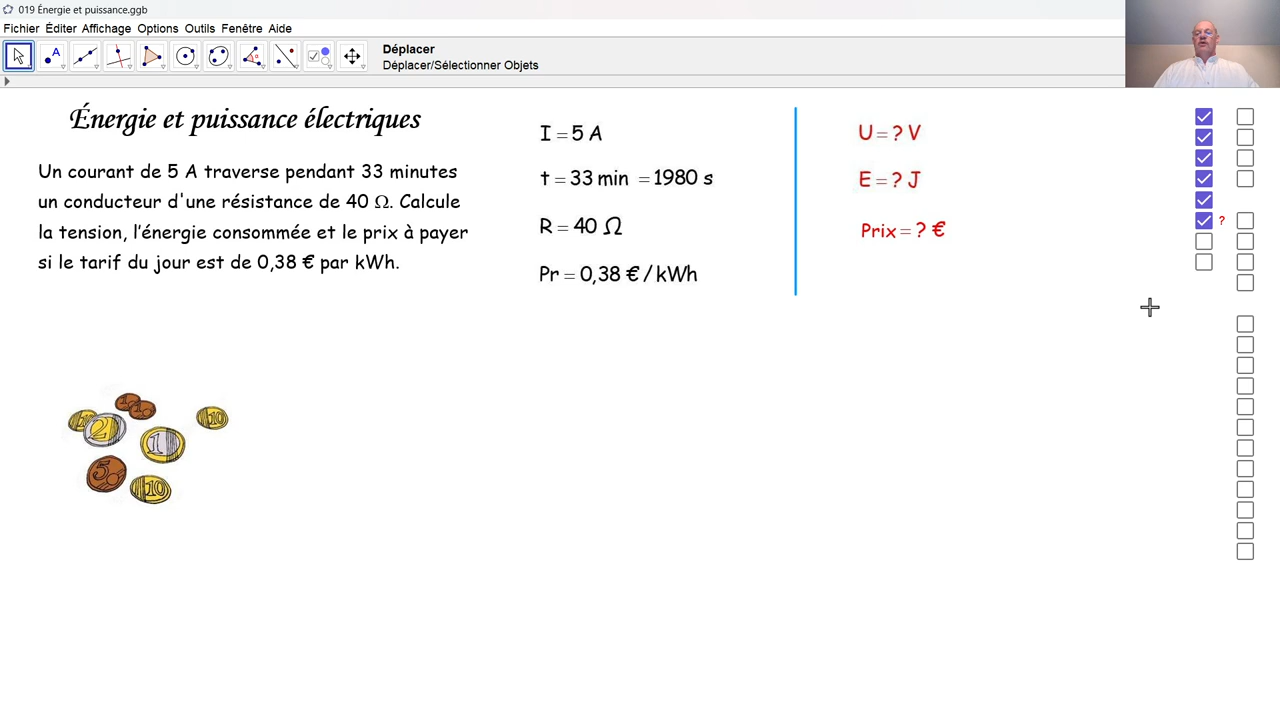 019 Énergie et puissance.ggb
Fichier Éditer Affichage Options Outils Fenêtre Aide
A
Déplacer
Déplacer/Sélectionner Objets
Énergie et puissance électriques
Un courant de 5 A traverse pendant 33 minutes
un conducteur d'une résistance de 40 Ω. Calcule
la tension, l'énergie consommée et le prix à payer
si le tarif du jour est de 0,38 € par kWh.
I = 5 A
t = 33 min = 1980 s
R = 40 Ω
Pr = 0,38 € / kWh
U = ? V
E = ? J
Prix = ? €
?
2
1
10
10
5